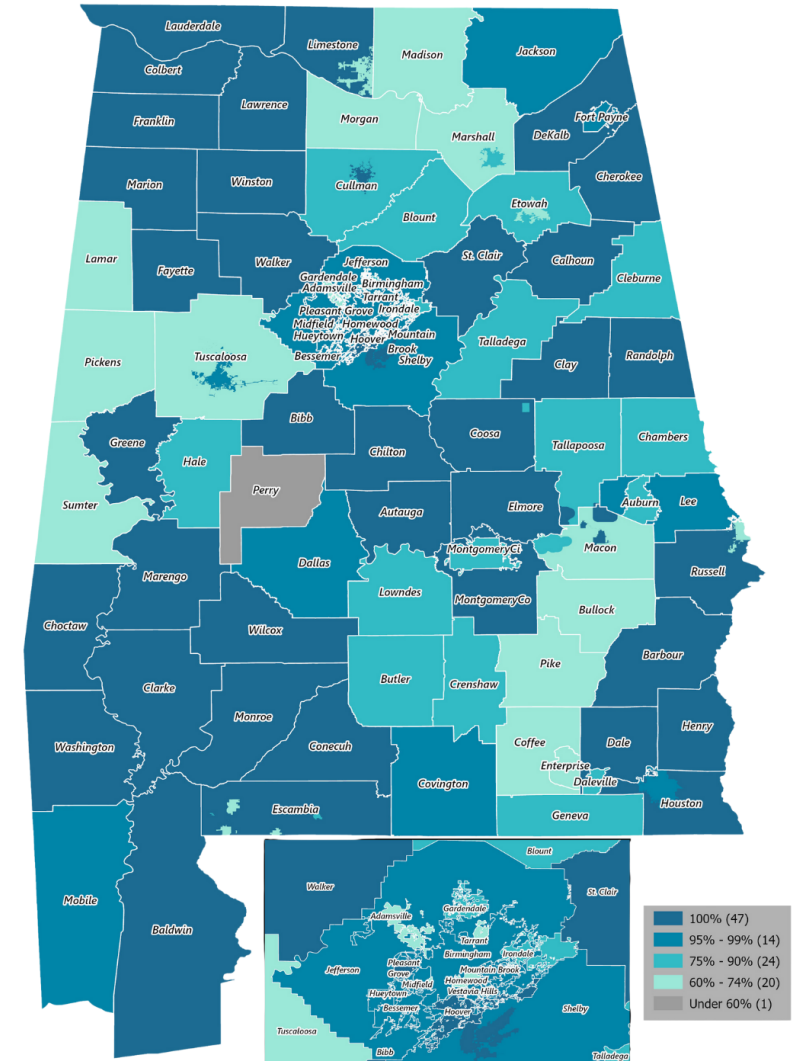 Lauderdale
Limestone
Madison
Jackson
Colbert
Lawrence
Franklin
Morgan
Marshall
DeKalb
Fort Payne
Marion
Winston
Cullman
Cherokee
Blount
Etowah
Lamar
Fayette
Walker
Jefferson
St. Clair
Calhoun
Cleburne
Gardendale
Adamsville
Birmingham
Tarrant
Pleasant Grove
Irondale
Midfield
Homewood
Hueytown
Hoover
Mountain
Brook
Bessemer
Shelby
Pickens
Tuscaloosa
Talladega
Clay
Randolph
Bibb
Greene
Hale
Perry
Chilton
Coosa
Tallapoosa
Chambers
Sumter
Autauga
Elmore
Auburn
Lee
Marengo
Dallas
MontgomeryCi
Macon
Russell
Choctaw
Wilcox
Lowndes
MontgomeryCo
Bullock
Clarke
Butler
Crenshaw
Pike
Barbour
Washington
Monroe
Conecuh
Covington
Coffee
Dale
Henry
Enterprise
Daleville
Escambia
Geneva
Houston
Mobile
Baldwin
Blount
Walker
St. Clair
Adamsville
Gardendale
Tarrant
Birmingham
Irondale
Jefferson
Pleasant
Grove
Mountain Brook
Midfield
Homewood
Hueytown
Vestavia Hills
Bessemer
Hoover
Shelby
Tuscaloosa
Bibb
Talladega
100% (47)
95% - 99% (14)
75% - 90% (24)
60% - 74% (20)
Under 60% (1)